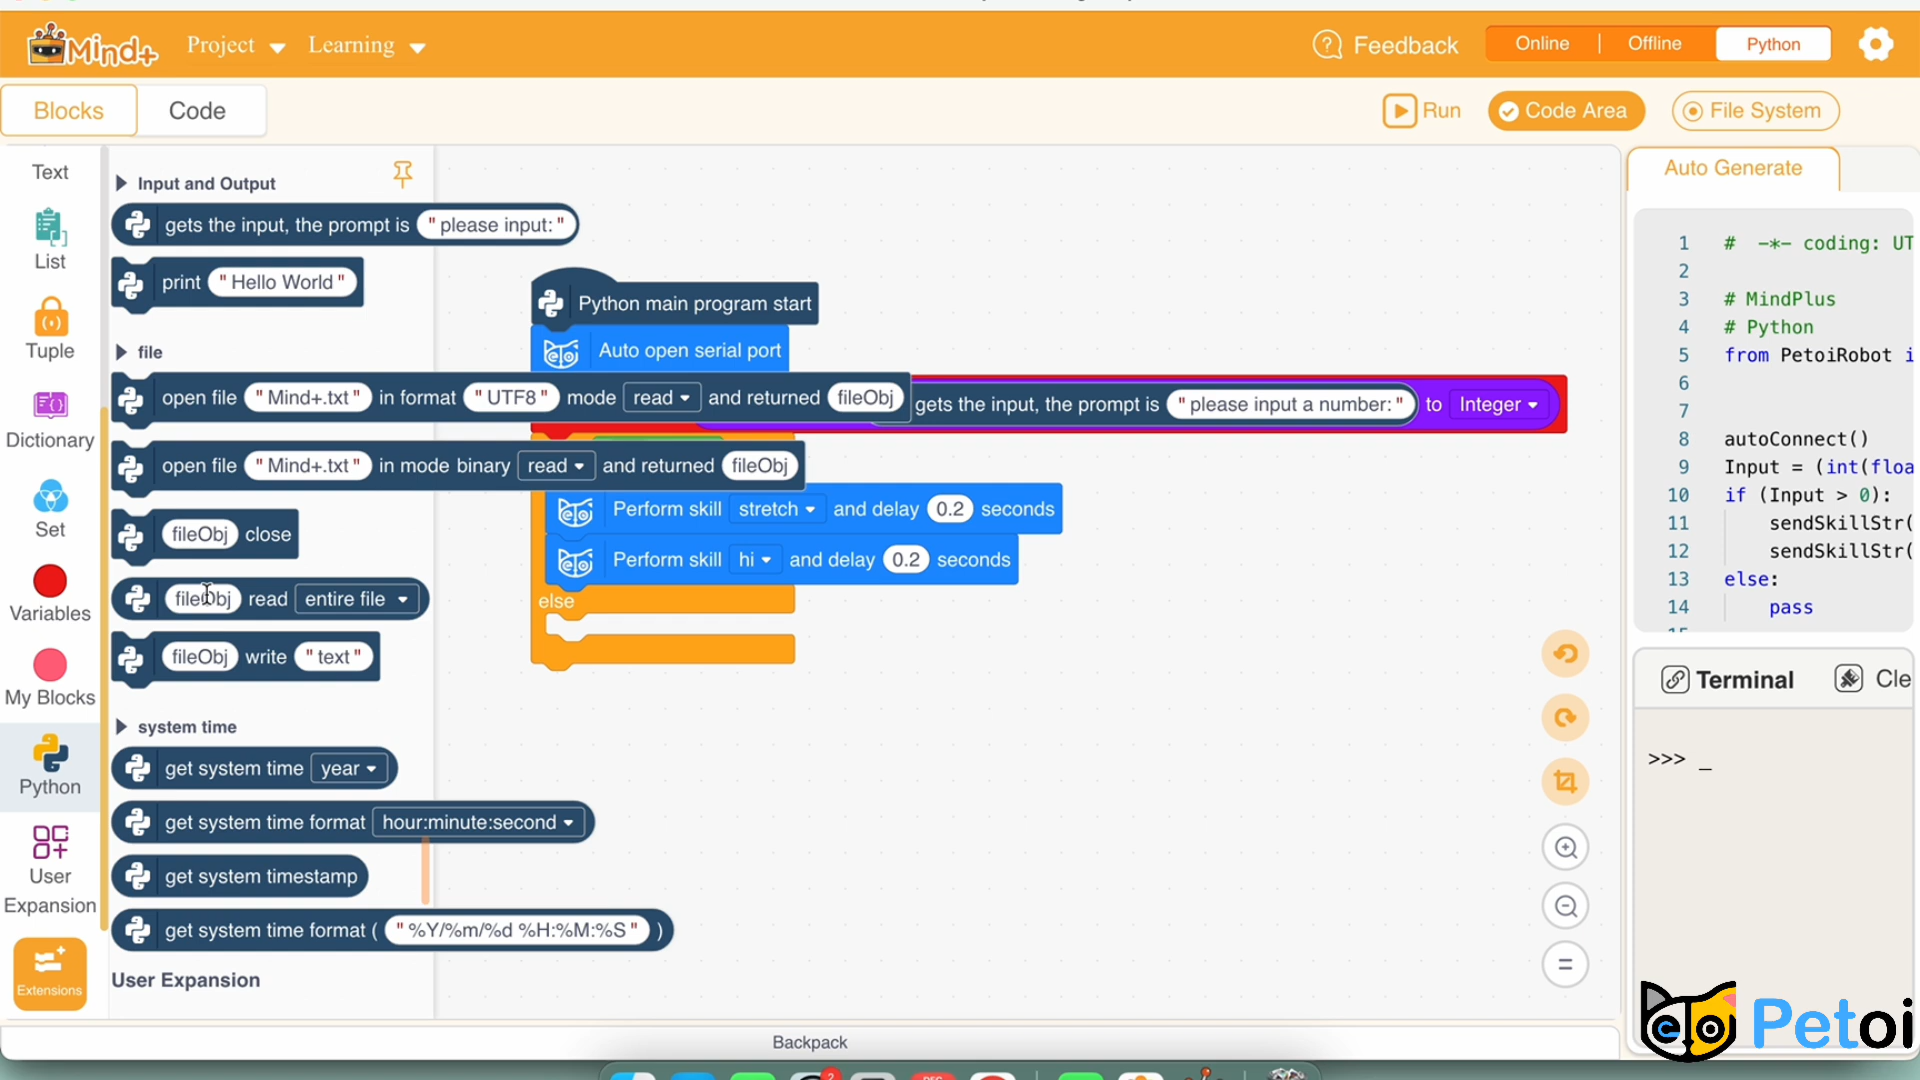 Mind+
Project
Learning
Feedback
Online
Offline
Python
Blocks
Code
Run
Code Area
File System
Text
List
Tuple
Dictionary
Set
Variables
My Blocks
Python
User
Expansion
Extensions
Input and Output
gets the input, the prompt is "please input:"
print "Hello World"
file
open file "Mind+.txt" in format "UTF8" mode read and returned fileObj
open file "Mind+.txt" in mode binary read and returned fileObj
fileObj close
fileObj read entire file
fileObj write "text"
system time
get system time year
get system time format hour:minute:second
get system timestamp
get system time format ( "%Y/%m/%d %H:%M:%S" )
User Expansion
Python main program start
Auto open serial port
gets the input, the prompt is "please input a number:" to Integer
Perform skill stretch and delay 0.2 seconds
Perform skill hi and delay 0.2 seconds
else
Backpack
Auto Generate
1 # -*- coding: UT
2
3 # MindPlus
4 # Python
5 from PetoiRobot i
6
7
8 autoConnect()
9 Input = (int(floa
10 if (Input > 0):
11 sendSkillStr(
12 sendSkillStr(
13 else:
14 pass
Terminal
Cle
>>> _
Petoi